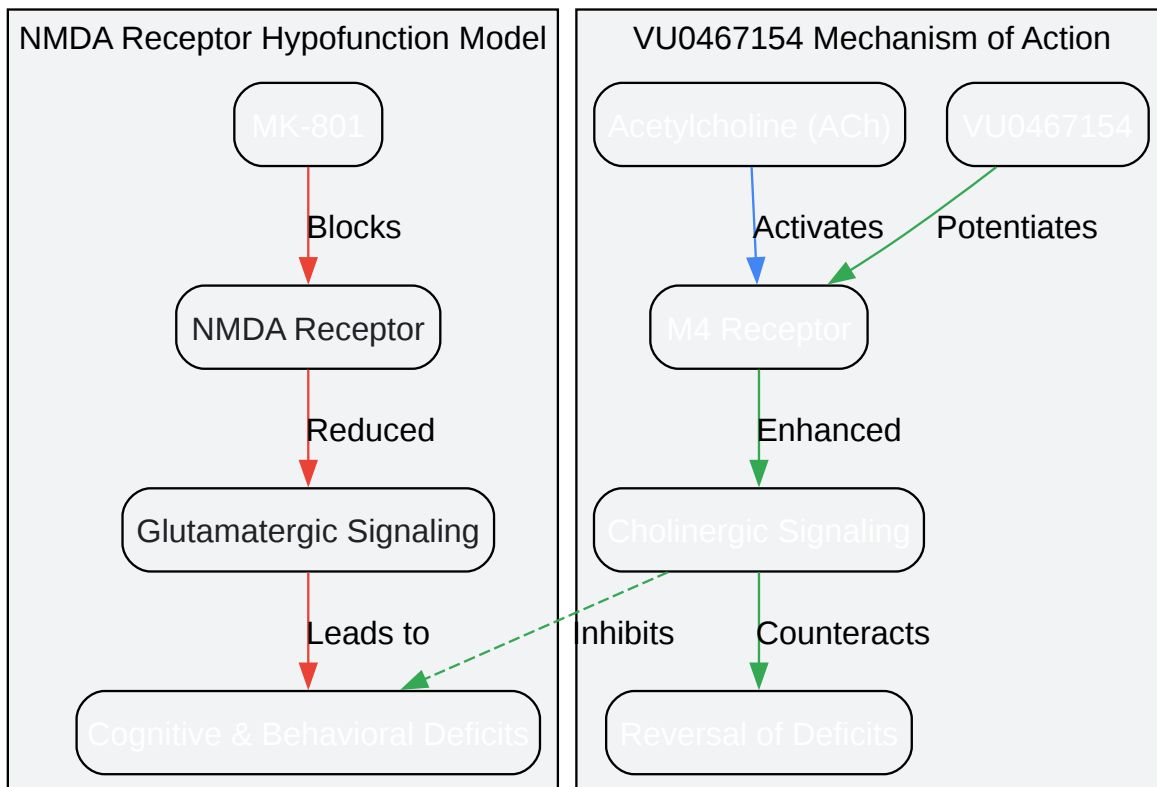 NMDA Receptor Hypofunction Model
MK-801
Blocks
NMDA Receptor
Reduced
Glutamatergic Signaling
Leads to
Cognitive & Behavioral Deficits
VU0467154 Mechanism of Action
Acetylcholine (ACh)
VU0467154
Activates
Potentiates
M4 Receptor
Enhanced
Cholinergic Signaling
Inhibits
Counteracts
Reversal of Deficits